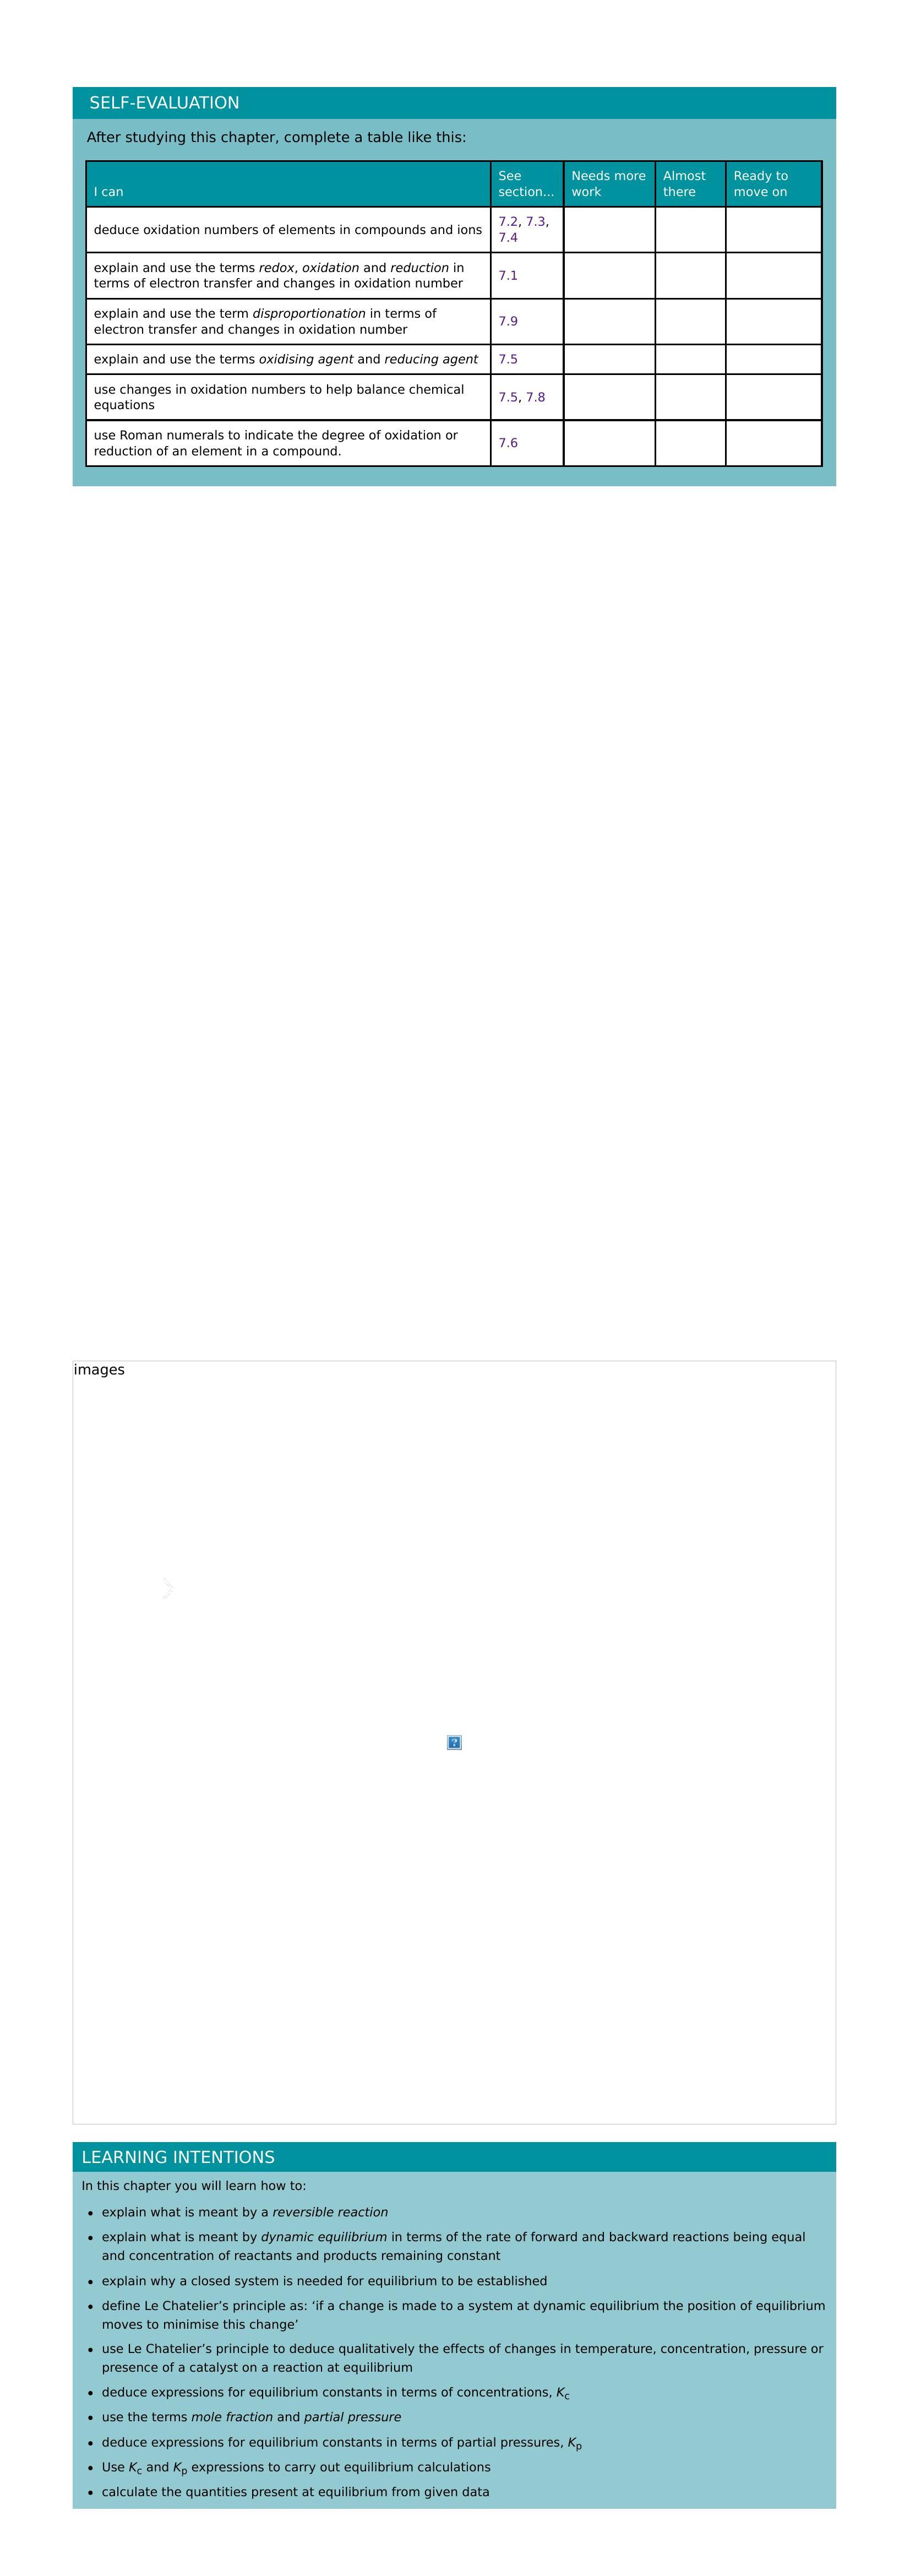 SELF-EVALUATION
After studying this chapter, complete a table like this:
I can
See section...
Needs more work
Almost there
Ready to move on
deduce oxidation numbers of elements in compounds and ions
7.2, 7.3, 7.4
explain and use the terms redox, oxidation and reduction in
terms of electron transfer and changes in oxidation number
7.1
explain and use the term disproportionation in terms of
electron transfer and changes in oxidation number
7.9
explain and use the terms oxidising agent and reducing agent
7.5
use changes in oxidation numbers to help balance chemical
equations
7.5, 7.8
use Roman numerals to indicate the degree of oxidation or
reduction of an element in a compound.
7.6
images
LEARNING INTENTIONS
In this chapter you will learn how to:
• explain what is meant by a reversible reaction
• explain what is meant by dynamic equilibrium in terms of the rate of forward and backward reactions being equal
and concentration of reactants and products remaining constant
• explain why a closed system is needed for equilibrium to be established
• define Le Chatelier’s principle as: ‘if a change is made to a system at dynamic equilibrium the position of equilibrium
moves to minimise this change’
• use Le Chatelier’s principle to deduce qualitatively the effects of changes in temperature, concentration, pressure or
presence of a catalyst on a reaction at equilibrium
• deduce expressions for equilibrium constants in terms of concentrations, Kc
• use the terms mole fraction and partial pressure
• deduce expressions for equilibrium constants in terms of partial pressures, Kp
• Use Kc and Kp expressions to carry out equilibrium calculations
• calculate the quantities present at equilibrium from given data